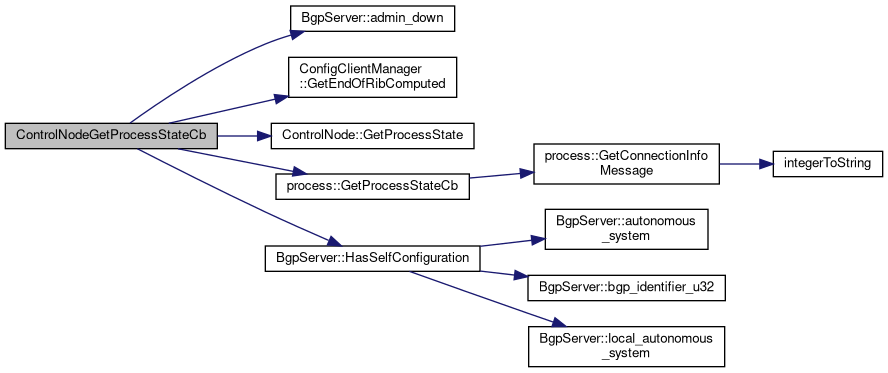 BgpServer::admin_down
ConfigClientManager
::GetEndOfRibComputed
ControlNodeGetProcessStateCb
ControlNode::GetProcessState
process::GetConnectionInfo
Message
integerToString
process::GetProcessStateCb
BgpServer::autonomous
_system
BgpServer::HasSelfConfiguration
BgpServer::bgp_identifier_u32
BgpServer::local_autonomous
_system